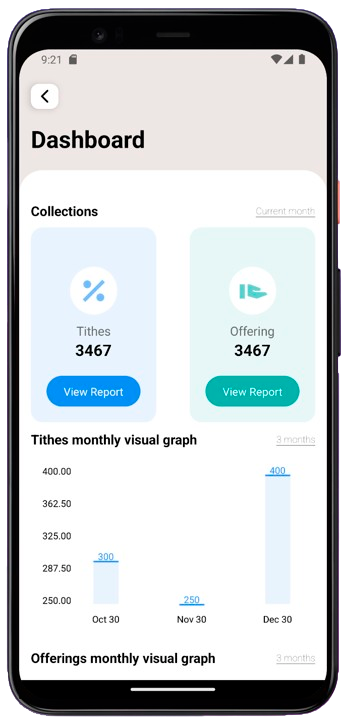 9:21
Dashboard
Collections
Current month
Tithes
3467
View Report
Offering
3467
View Report
Tithes monthly visual graph
3 months
400.00
362.50
325.00
287.50
250.00
300
250
400
Oct 30
Nov 30
Dec 30
Offerings monthly visual graph
3 months